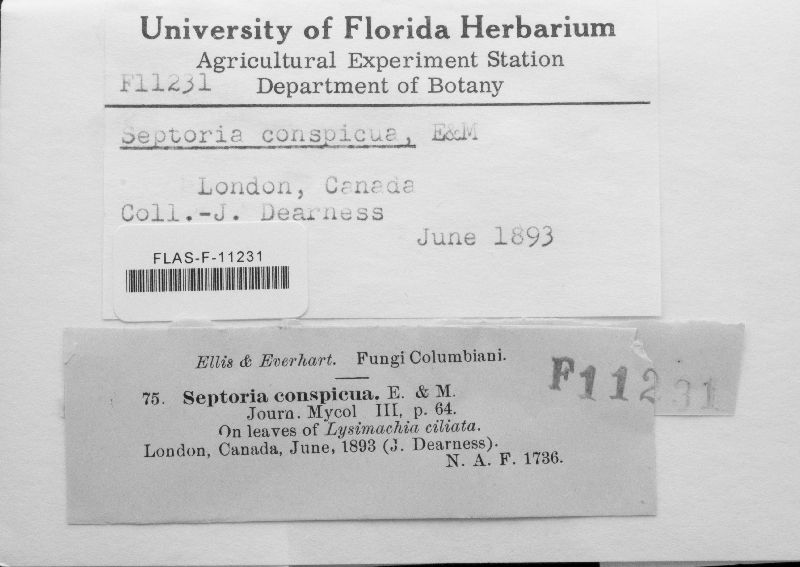 University of Florida Herbarium
Agricultural Experiment Station
F11231 Department of Botany
Septoria conspicua, E&M
London, Canada
Coll.-J. Dearness
June 1893
FLAS-F-11231
Ellis & Everhart. Fungi Columbiani.
F11231
75. Septoria conspicua. E. & M.
Journ. Mycol III, p. 64.
On leaves of Lysimachia ciliata.
London, Canada, June, 1893 (J. Dearness).
N. A. F. 1736.